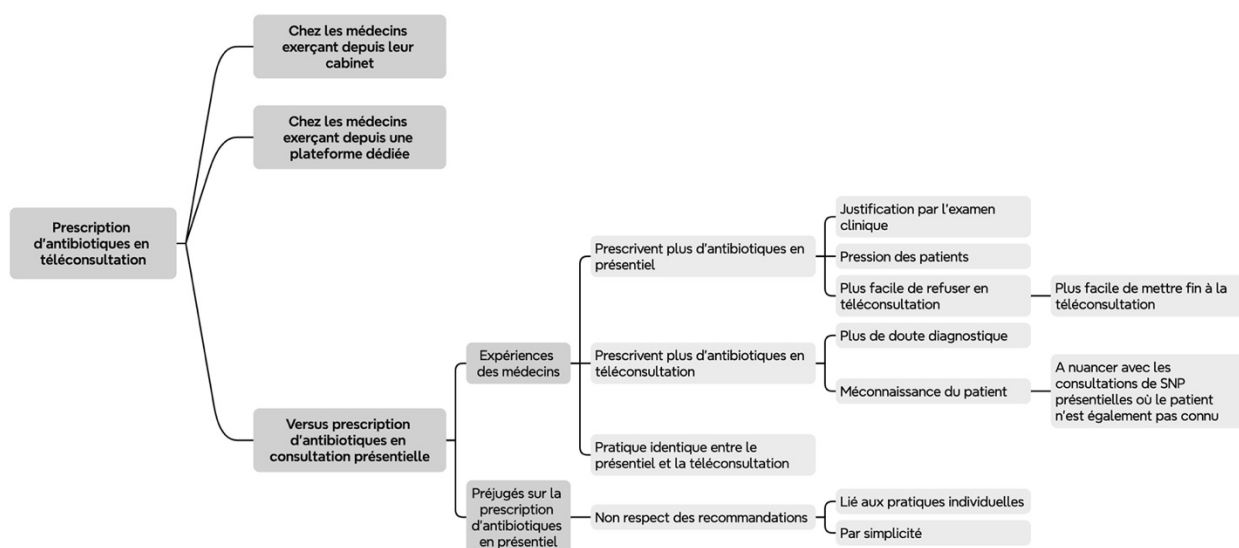 Chez les médecins
exerçant depuis leur
cabinet
Chez les médecins
exerçant depuis une
plateforme dédiée
Prescription
d'antibiotiques en
téléconsultation
Versus prescription
d'antibiotiques en
consultation présentielle
Expériences
des médecins
Prescrivent plus d'antibiotiques en
présentiel
Justification par l'examen
clinique
Pression des patients
Plus facile de refuser en
téléconsultation
Plus facile de mettre fin à la
téléconsultation
Prescrivent plus d'antibiotiques en
téléconsultation
Plus de doute diagnostique
Méconnaissance du patient
A nuancer avec les
consultations de SNP
présentielles où le patient
n'est également pas connu
Pratique identique entre le
présentiel et la téléconsultation
Préjugés sur la
prescription
d'antibiotiques
en présentiel
Non respect des recommandations
Lié aux pratiques individuelles
Par simplicité